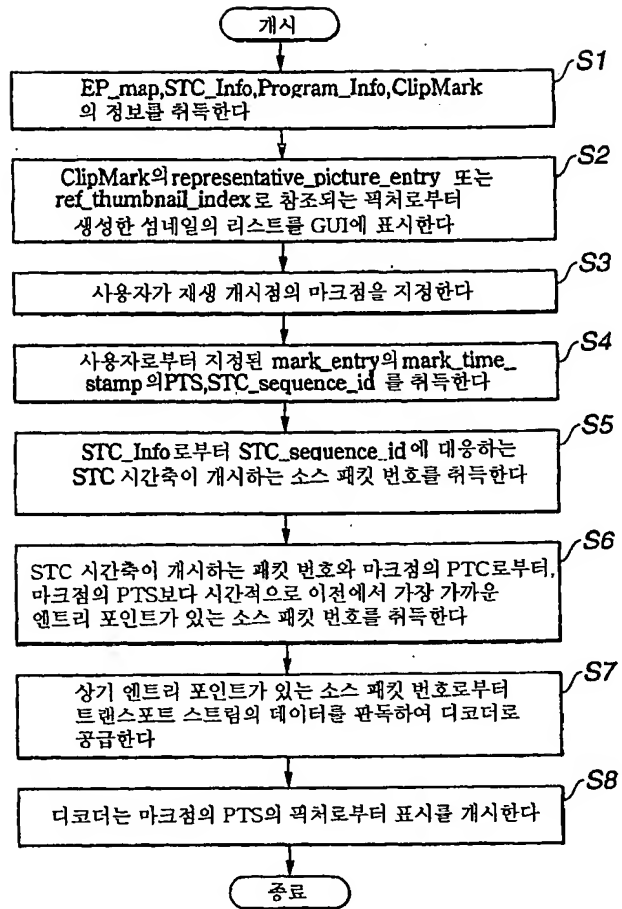 개시
S1
EP_map,STC_Info,Program_Info,ClipMark
의 정보를 취득한다
S2
ClipMark의 representative_picture_entry 또는
ref_thumbnail_index로 참조되는 픽처로부터
생성한 섬네일의 리스트를 GUI에 표시한다
S3
사용자가 재생 개시점의 마크점을 지정한다
S4
사용자로부터 지정된 mark_entry의 mark_time_
stamp의PTS,STC_sequence_id 를 취득한다
S5
STC_Info로부터 STC_sequence_id에 대응하는
STC 시간축이 개시하는 소스 패킷 번호를 취득한다
S6
STC 시간축이 개시하는 패킷 번호와 마크점의 PTC로부터,
마크점의 PTS보다 시간적으로 이전에서 가장 가까운
엔트리 포인트가 있는 소스 패킷 번호를 취득한다
S7
상기 엔트리 포인트가 있는 소스 패킷 번호로부터
트랜스포트 스트림의 데이터를 판독하여 디코더로
공급한다
S8
디코더는 마크점의 PTS의 픽처로부터 표시를 개시한다
종료